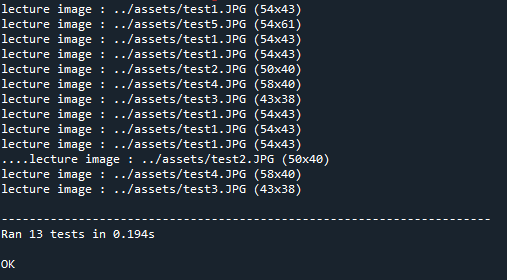 lecture image : ../assets/test1.JPG (54x43)
lecture image : ../assets/test5.JPG (54x61)
lecture image : ../assets/test1.JPG (54x43)
lecture image : ../assets/test1.JPG (54x43)
lecture image : ../assets/test2.JPG (50x40)
lecture image : ../assets/test4.JPG (58x40)
lecture image : ../assets/test3.JPG (43x38)
lecture image : ../assets/test1.JPG (54x43)
lecture image : ../assets/test1.JPG (54x43)
lecture image : ../assets/test1.JPG (54x43)
....lecture image : ../assets/test2.JPG (50x40)
lecture image : ../assets/test4.JPG (58x40)
lecture image : ../assets/test3.JPG (43x38)
----------------------------------------------------------------------
Ran 13 tests in 0.194s
OK